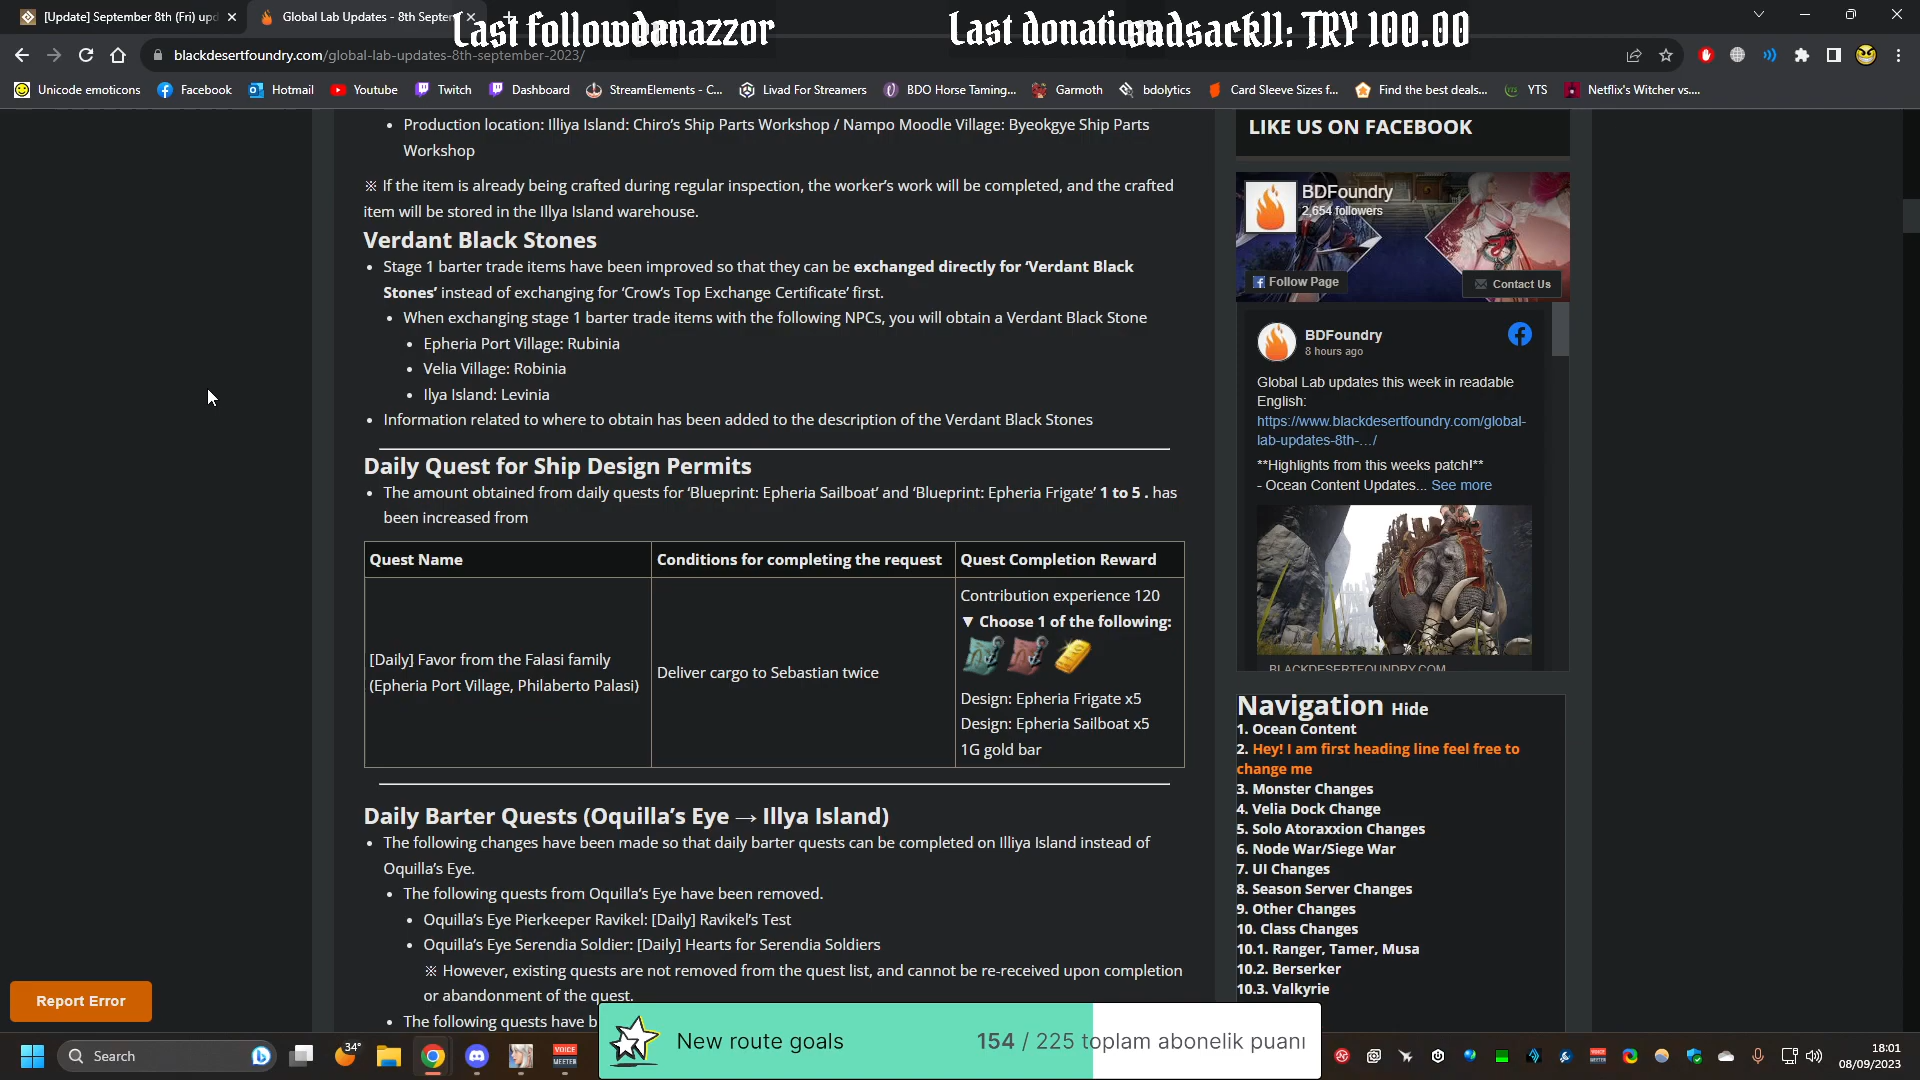 [Update] September 8th (Fri) upd
Global Lab Updates - 8th Septem
Last follower
denazzor
Last donation
sadsackll: TRY 100.00
blackdesertfoundry.com/global-lab-updates-8th-september-2023/
Unicode emoticons
Facebook
Hotmail
Youtube
Twitch
Dashboard
StreamElements - C...
Livad For Streamers
BDO Horse Taming...
Garmoth
bdolytics
Card Sleeve Sizes f...
Find the best deals...
YTS
Netflix's Witcher vs....
Production location: Illiya Island: Chiro's Ship Parts Workshop / Nampo Moodle Village: Byeokgye Ship Parts
Workshop
※ If the item is already being crafted during regular inspection, the worker's work will be completed, and the crafted
item will be stored in the Illya Island warehouse.
Verdant Black Stones
• Stage 1 barter trade items have been improved so that they can be exchanged directly for 'Verdant Black
Stones' instead of exchanging for 'Crow's Top Exchange Certificate' first.
• When exchanging stage 1 barter trade items with the following NPCs, you will obtain a Verdant Black Stone
• Epheria Port Village: Rubinia
• Velia Village: Robinia
• Ilya Island: Levinia
• Information related to where to obtain has been added to the description of the Verdant Black Stones
Daily Quest for Ship Design Permits
• The amount obtained from daily quests for 'Blueprint: Epheria Sailboat' and 'Blueprint: Epheria Frigate' 1 to 5 . has
been increased from
Quest Name
Conditions for completing the request
Quest Completion Reward
[Daily] Favor from the Falasi family
(Epheria Port Village, Philaberto Palasi)
Deliver cargo to Sebastian twice
Contribution experience 120
▼ Choose 1 of the following:
Design: Epheria Frigate x5
Design: Epheria Sailboat x5
1G gold bar
Daily Barter Quests (Oquilla's Eye → Illya Island)
• The following changes have been made so that daily barter quests can be completed on Illiya Island instead of
Oquilla's Eye.
• The following quests from Oquilla's Eye have been removed.
• Oquilla's Eye Pierkeeper Ravikel: [Daily] Ravikel's Test
• Oquilla's Eye Serendia Soldier: [Daily] Hearts for Serendia Soldiers
※ However, existing quests are not removed from the quest list, and cannot be re-received upon completion
or abandonment of the quest.
• The following quests have b
LIKE US ON FACEBOOK
BDFoundry
2,654 followers
Follow Page
Contact Us
BDFoundry
8 hours ago
Global Lab updates this week in readable
English:
https://www.blackdesertfoundry.com/global-
lab-updates-8th-…/
**Highlights from this weeks patch!**
- Ocean Content Updates... See more
BLACKDESERTFOUNDRY.COM
Navigation Hide
1. Ocean Content
2. Hey! I am first heading line feel free to
change me
3. Monster Changes
4. Velia Dock Change
5. Solo Atoraxxion Changes
6. Node War/Siege War
7. UI Changes
8. Season Server Changes
9. Other Changes
10. Class Changes
10.1. Ranger, Tamer, Musa
10.2. Berserker
10.3. Valkyrie
Report Error
New route goals
154 / 225 toplam abonelik puanı
Search
34°
VOICE
MEETER
18:01
08/09/2023